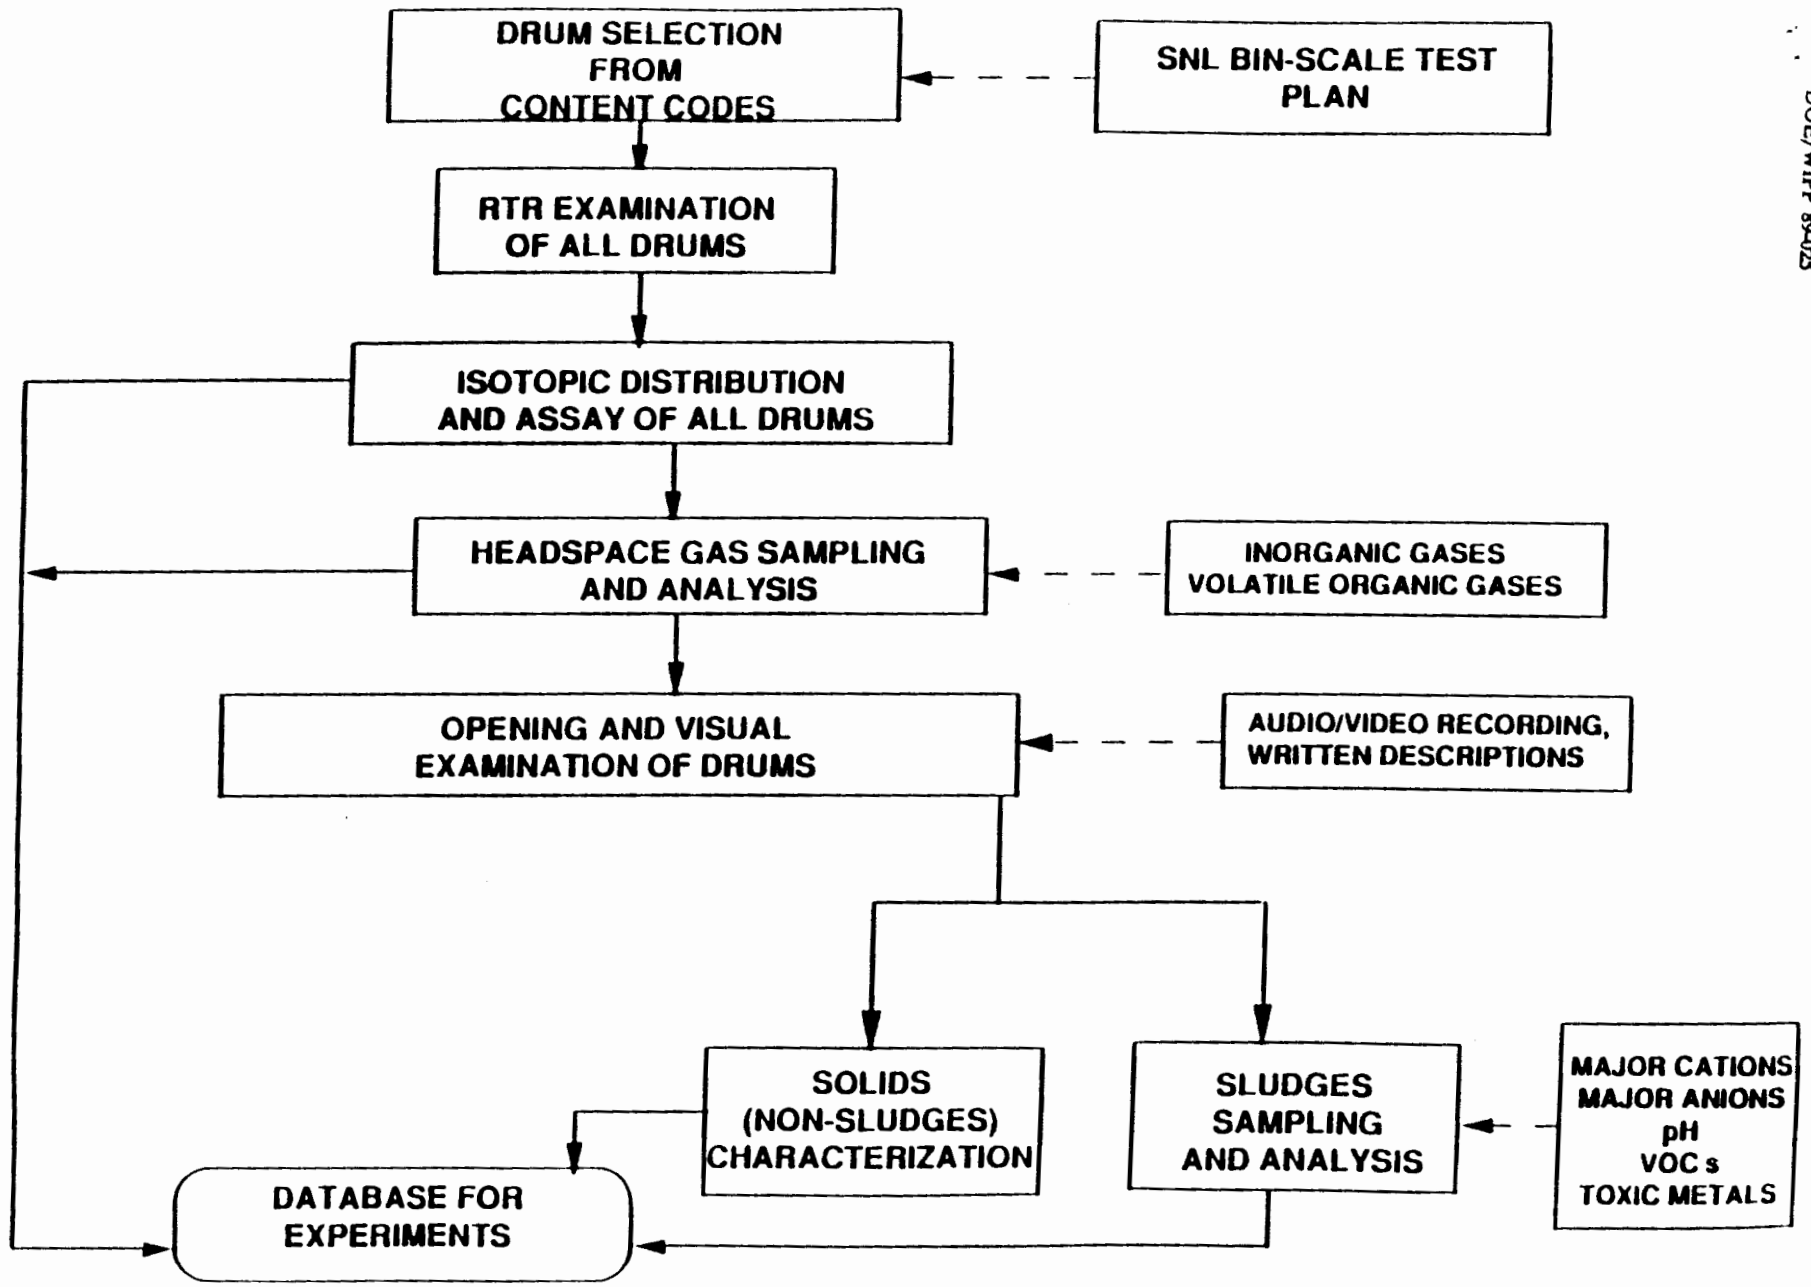 DRUM SELECTION
FROM
CONTENT CODES
SNL BIN-SCALE TEST
PLAN
RTR EXAMINATION
OF ALL DRUMS
ISOTOPIC DISTRIBUTION
AND ASSAY OF ALL DRUMS
HEADSPACE GAS SAMPLING
AND ANALYSIS
INORGANIC GASES
VOLATILE ORGANIC GASES
OPENING AND VISUAL
EXAMINATION OF DRUMS
AUDIO/VIDEO RECORDING,
WRITTEN DESCRIPTIONS
SOLIDS
(NON-SLUDGES)
CHARACTERIZATION
SLUDGES
SAMPLING
AND ANALYSIS
MAJOR CATIONS
MAJOR ANIONS
pH
VOC s
TOXIC METALS
DATABASE FOR
EXPERIMENTS